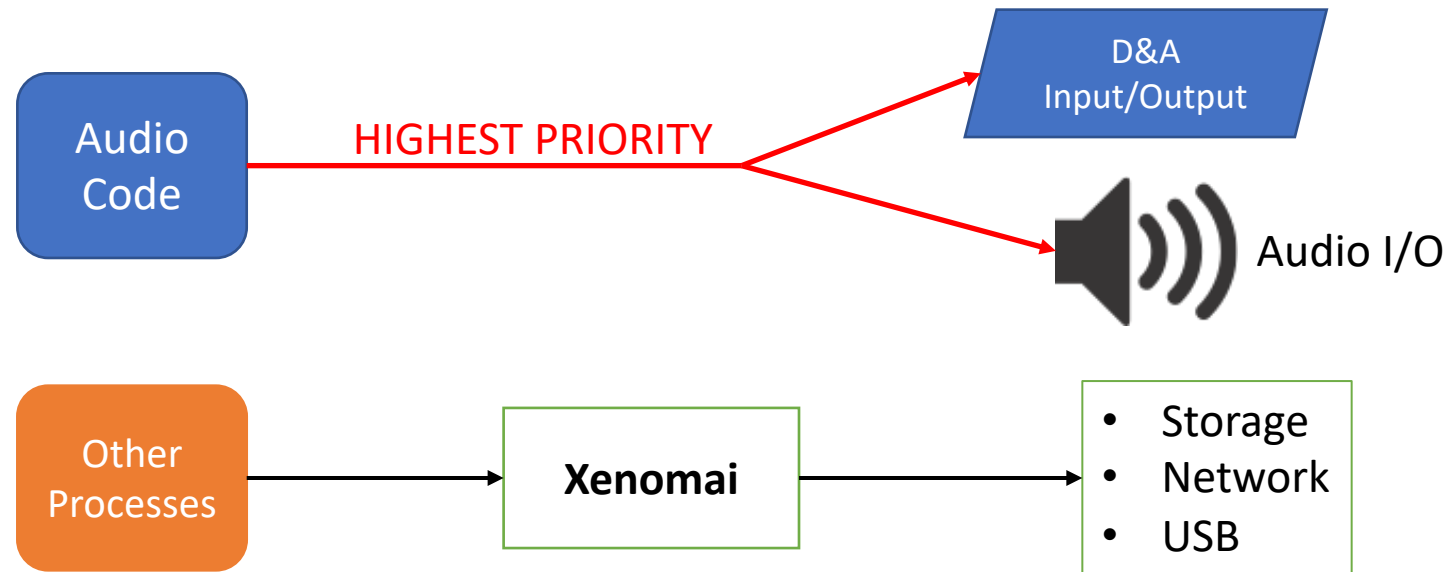 Audio
Code
HIGHEST PRIORITY
D&A
Input/Output
Audio I/O
Other
Processes
Xenomai
• Storage
• Network
• USB